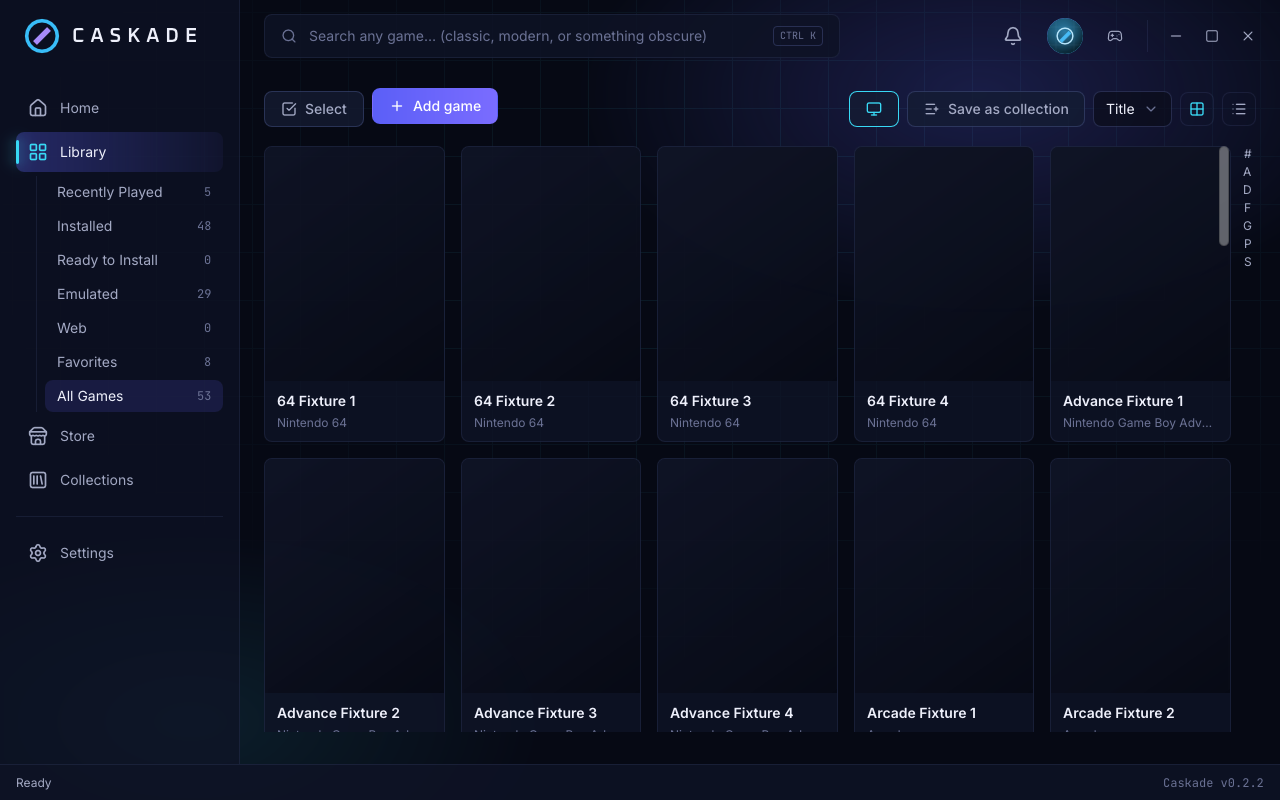 CASKADE
Search any game... (classic, modern, or something obscure)
CTRL K
Home
Library
Recently Played 5
Installed 48
Ready to Install 0
Emulated 29
Web 0
Favorites 8
All Games 53
Store
Collections
Settings
Select
Add game
Save as collection
Title
64 Fixture 1
Nintendo 64
64 Fixture 2
Nintendo 64
64 Fixture 3
Nintendo 64
64 Fixture 4
Nintendo 64
Advance Fixture 1
Nintendo Game Boy Adv...
#
A
D
F
G
P
S
Advance Fixture 2
Advance Fixture 3
Advance Fixture 4
Arcade Fixture 1
Arcade Fixture 2
Ready
Caskade v0.2.2